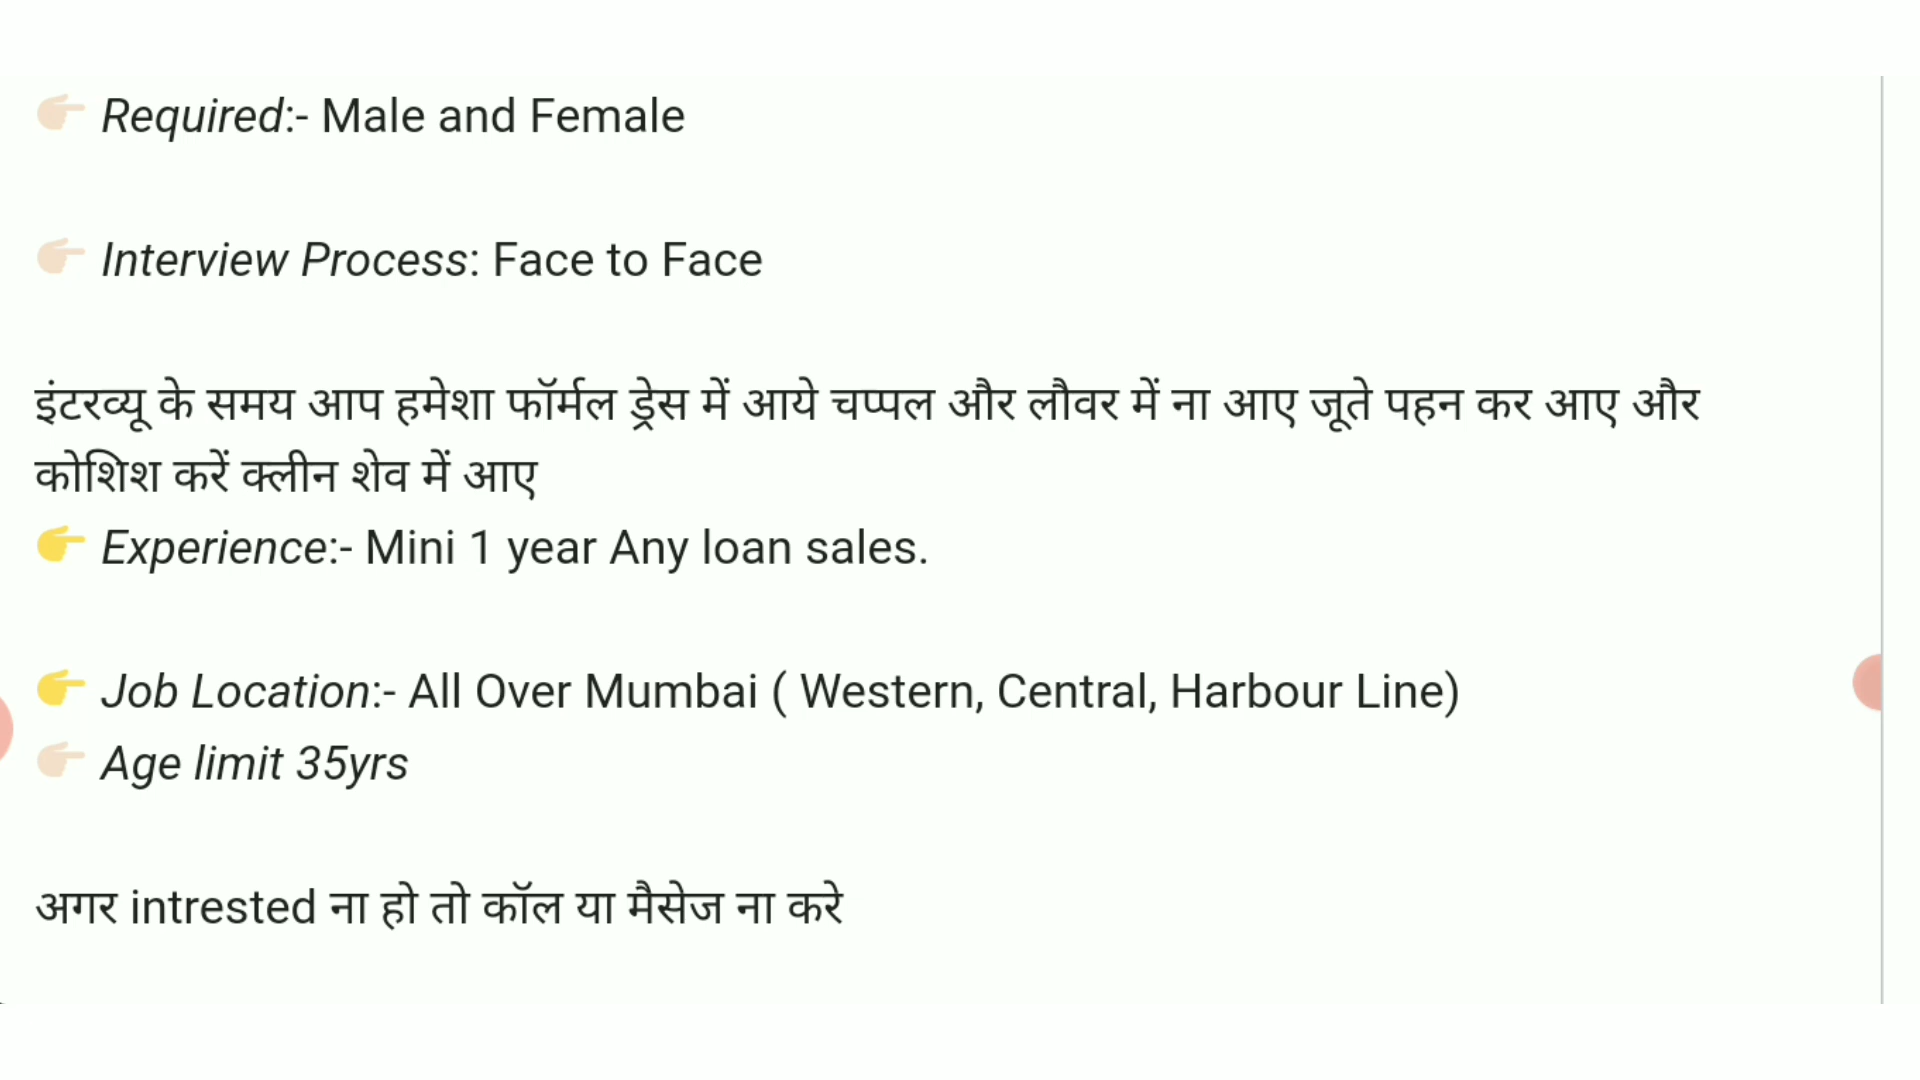 👉🏻 Required:- Male and Female
👉🏻 Interview Process: Face to Face
इंटरव्यू के समय आप हमेशा फॉर्मल ड्रेस में आये चप्पल और लौवर में ना आए जूते पहन कर आए और
कोशिश करें क्लीन शेव में आए
👉 Experience:- Mini 1 year Any loan sales.
👉 Job Location:- All Over Mumbai ( Western, Central, Harbour Line)
👉🏻 Age limit 35yrs
अगर intrested ना हो तो कॉल या मैसेज ना करे